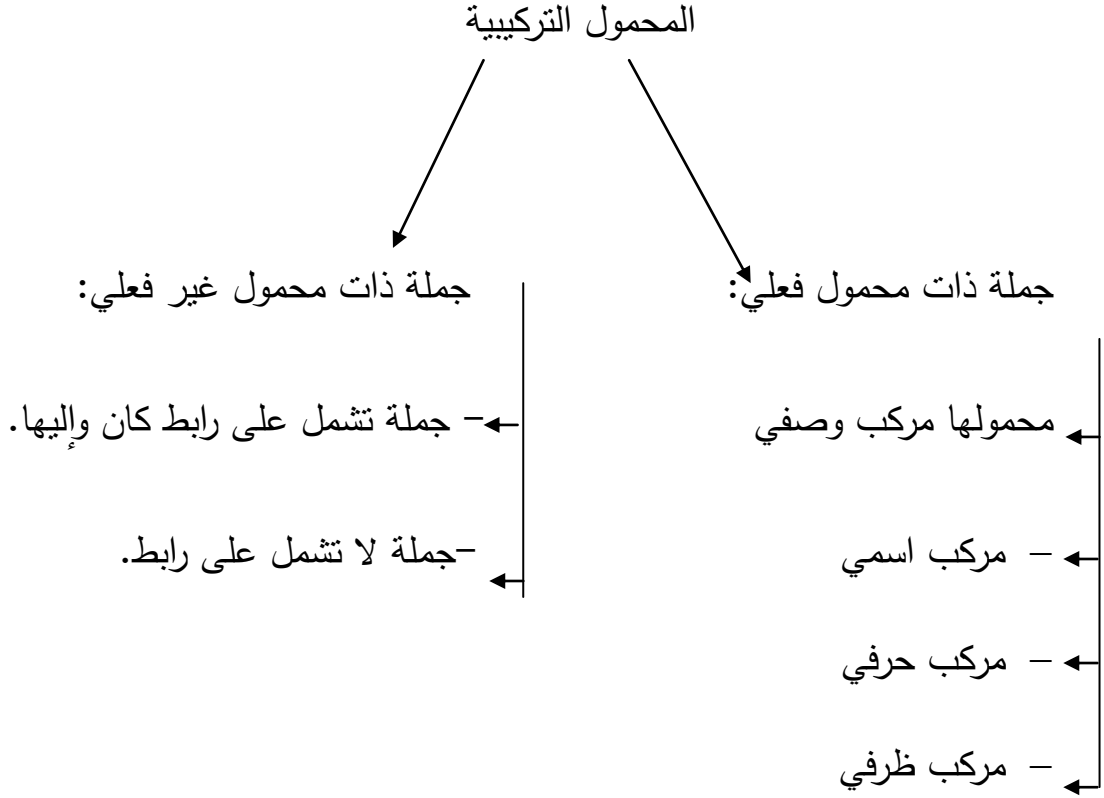 المحمول التركيبية
جملة ذات محمول فعلي:
محمولها مركب وصفي
– مركب اسمي
– مركب حرفي
– مركب ظرفي
جملة ذات محمول غير فعلي:
– جملة تشمل على رابط كان وإليها.
–جملة لا تشمل على رابط.